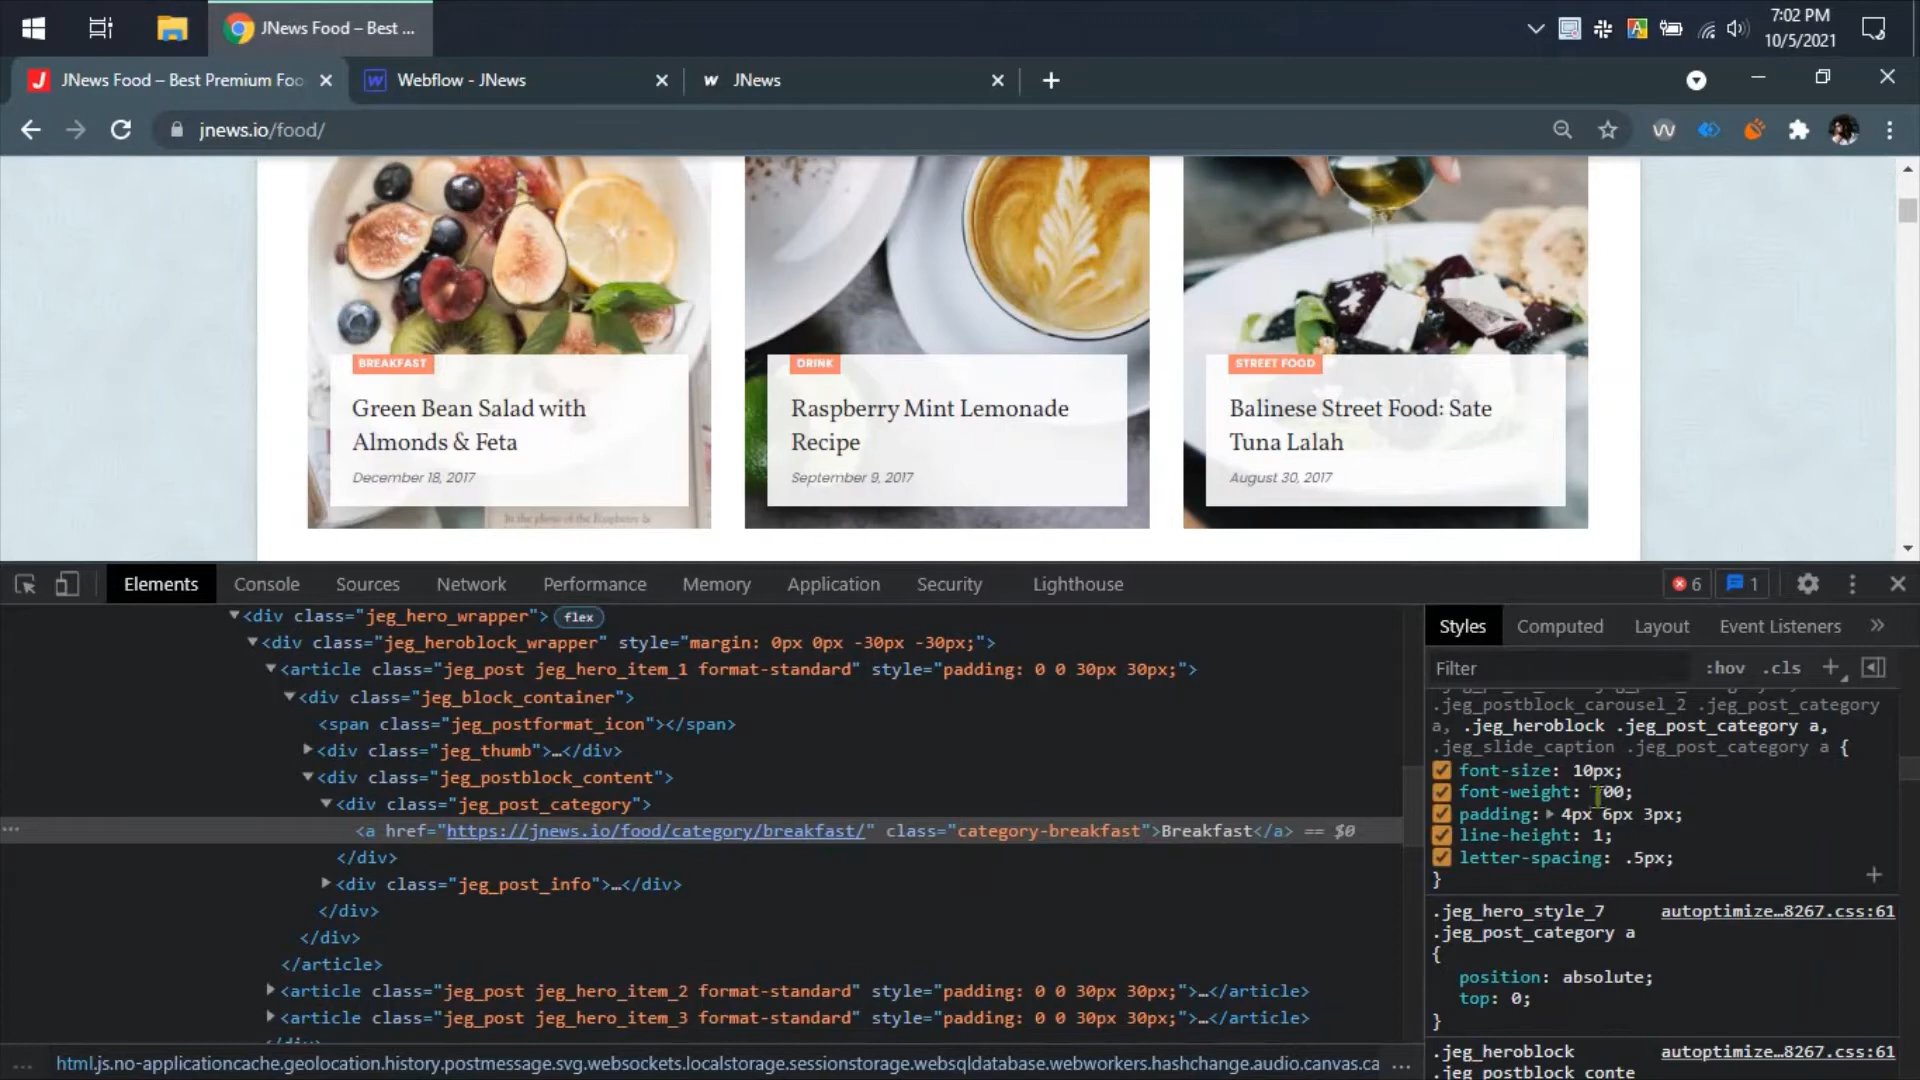 JNews Food – Best ...
7:02 PM
10/5/2021
JNews Food – Best Premium Foo
Webflow - JNews
JNews
jnews.io/food/
BREAKFAST
Green Bean Salad with
Almonds & Feta
December 18, 2017
DRINK
Raspberry Mint Lemonade
Recipe
September 9, 2017
STREET FOOD
Balinese Street Food: Sate
Tuna Lalah
August 30, 2017
Elements Console Sources Network Performance Memory Application Security Lighthouse 6 1
<div class="jeg_hero_wrapper"> flex
<div class="jeg_heroblock_wrapper" style="margin: 0px 0px -30px -30px;">
<article class="jeg_post jeg_hero_item_1 format-standard" style="padding: 0 0 30px 30px;">
<div class="jeg_block_container">
<span class="jeg_postformat_icon"></span>
<div class="jeg_thumb">…</div>
<div class="jeg_postblock_content">
<div class="jeg_post_category">
<a href="https://jnews.io/food/category/breakfast/" class="category-breakfast">Breakfast</a> == $0
</div>
<div class="jeg_post_info">…</div>
</div>
</div>
</article>
<article class="jeg_post jeg_hero_item_2 format-standard" style="padding: 0 0 30px 30px;">…</article>
<article class="jeg_post jeg_hero_item_3 format-standard" style="padding: 0 0 30px 30px;">…</article>
... html.js.no-applicationcache.geolocation.history.postmessage.svg.websockets.localstorage.sessionstorage.websqldatabase.webworkers.hashchange.audio.canvas.ca ...
Styles Computed Layout Event Listeners »
Filter :hov .cls +
.jeg_postblock_carousel_2 .jeg_post_category
a, .jeg_heroblock .jeg_post_category a,
.jeg_slide_caption .jeg_post_category a {
font-size: 10px;
font-weight:
padding: 4px 6px 3px;
line-height: 1;
letter-spacing: .5px;
}
.jeg_hero_style_7 autoptimize…8267.css:61
.jeg_post_category a
{
position: absolute;
top: 0;
}
.jeg_heroblock autoptimize…8267.css:61
.jeg_postblock_conte